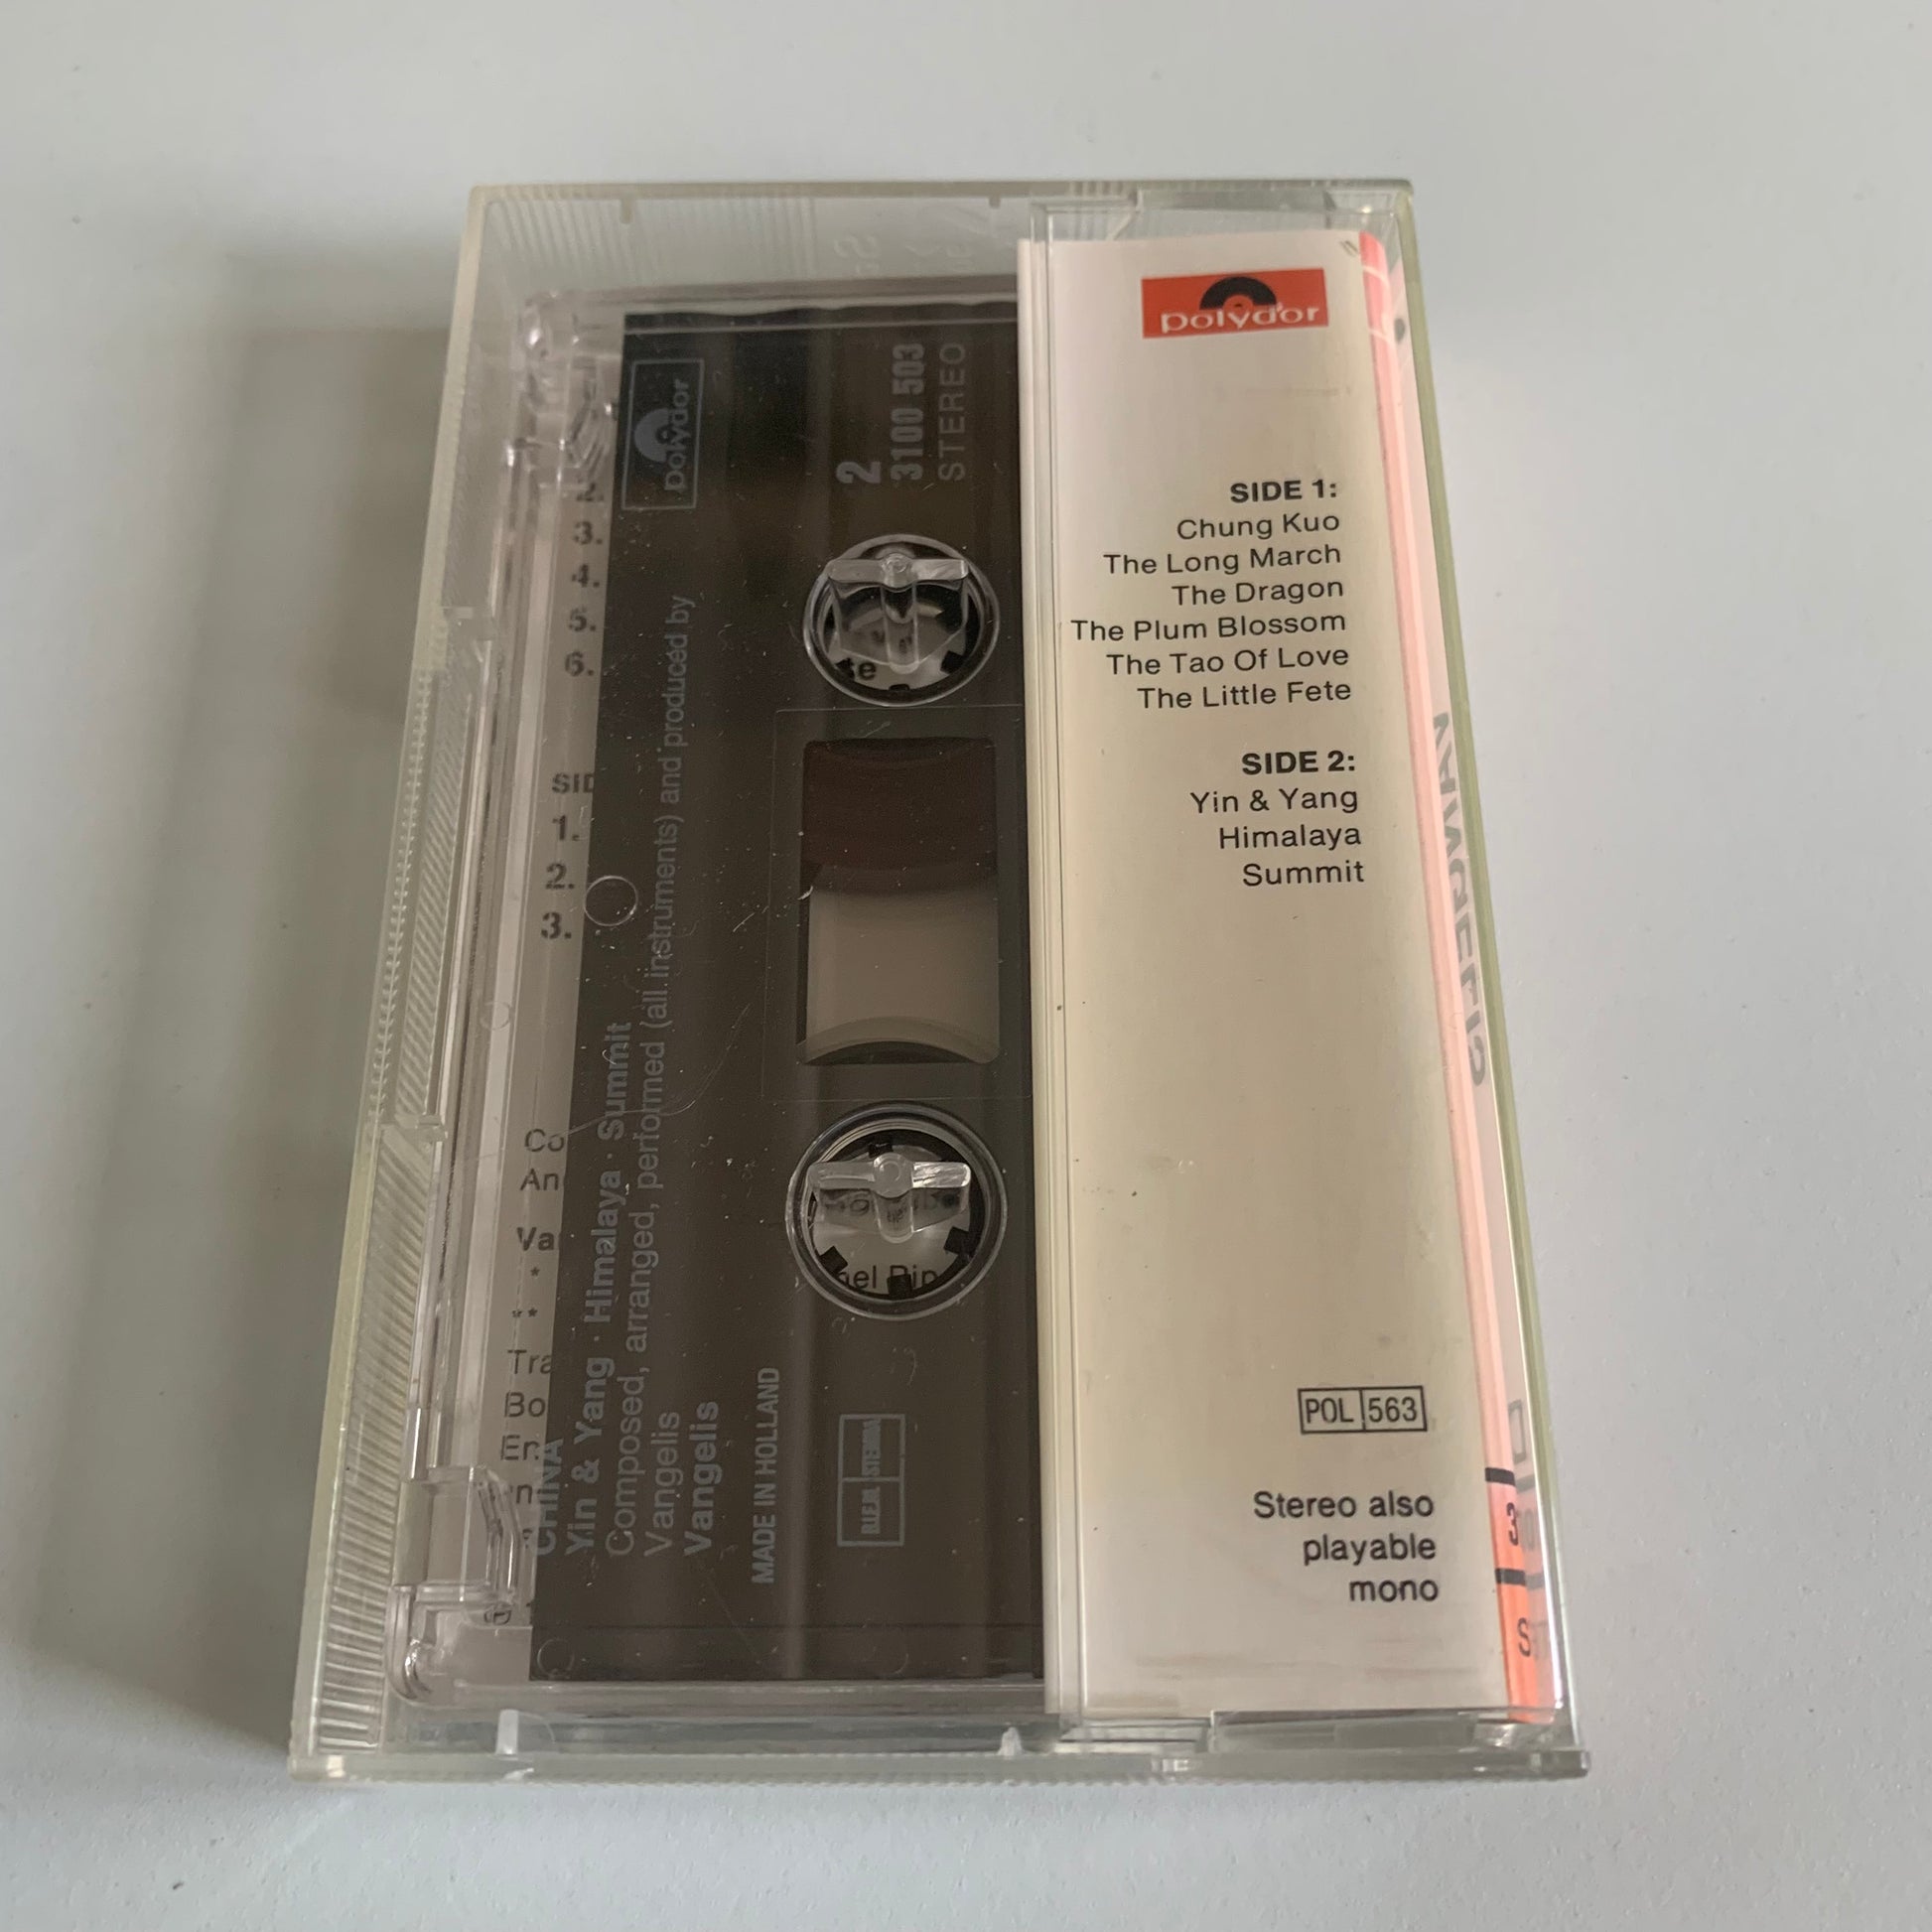 polydor
SIDE 1:
Chung Kuo
The Long March
The Dragon
The Plum Blossom
The Tao Of Love
The Little Fete
SIDE 2:
Yin & Yang
Himalaya
Summit
POL 563
Stereo also
playable
mono
VANGELIS
3
S
polydor
2
3100 503
STEREO
CHINA
Yin & Yang · Himalaya · Summit
Composed, arranged, performed (all instruments) and produced by
Vangelis
Vangelis
MADE IN HOLLAND
B.I.E.M. STEMRA
3.
4.
5.
6.
1.
2.
3.
*
**